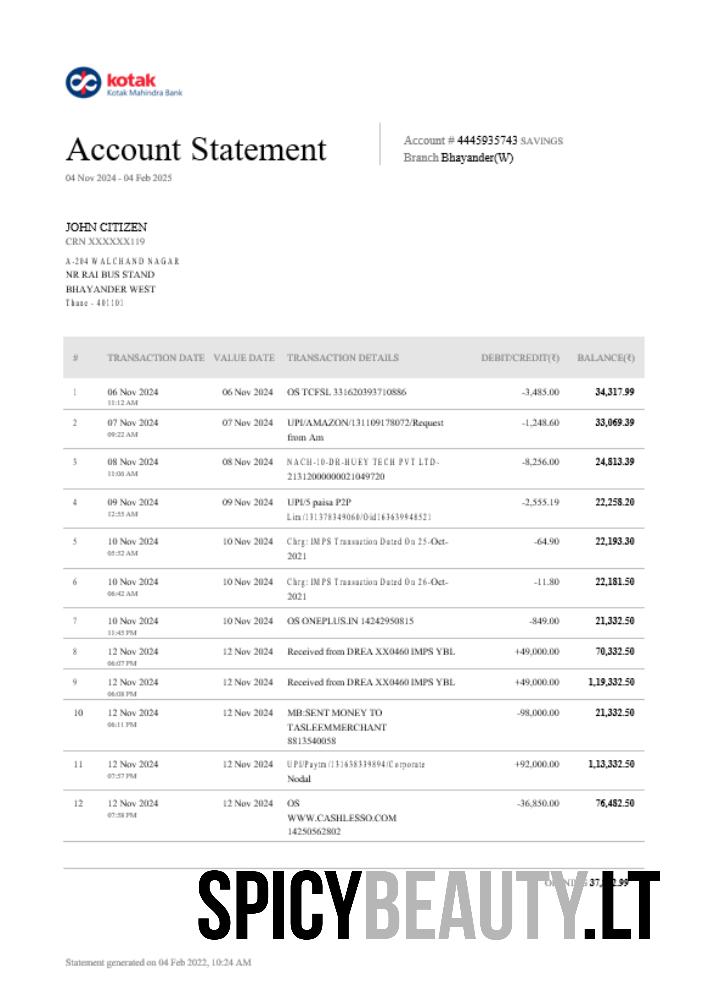 kotak
Kotak Mahindra Bank
Account Statement
04 Nov 2024 - 04 Feb 2025
Account # 4445935743 SAVINGS
Branch Bhayander(W)
JOHN CITIZEN
CRN XXXXXX119
A-204 WALCHAND NAGAR
NR RAI BUS STAND
BHAYANDER WEST
Thane - 401101
# TRANSACTION DATE VALUE DATE TRANSACTION DETAILS DEBIT/CREDIT(₹) BALANCE(₹)
1 06 Nov 2024 06 Nov 2024 OS TCFSL 331620393710886 -3,485.00 34,317.99
11:12 AM
2 07 Nov 2024 07 Nov 2024 UPI/AMAZON/131109178072/Request -1,248.60 33,069.39
09:22 AM from Am
3 08 Nov 2024 08 Nov 2024 NACH-10-DR-HUEY TECH PVT LTD- -8,256.00 24,813.39
11:06 AM 21312000000021049720
4 09 Nov 2024 09 Nov 2024 UPI/5 paisa P2P -2,555.19 22,258.20
12:55 AM Lim/131378349060/Oid163639948521
5 10 Nov 2024 10 Nov 2024 Chrg: IMPS Transaction Dated On 25-Oct- -64.90 22,193.30
05:52 AM 2021
6 10 Nov 2024 10 Nov 2024 Chrg: IMPS Transaction Dated On 26-Oct- -11.80 22,181.50
06:42 AM 2021
7 10 Nov 2024 10 Nov 2024 OS ONEPLUS.IN 14242950815 -849.00 21,332.50
11:45 PM
8 12 Nov 2024 12 Nov 2024 Received from DREA XX0460 IMPS YBL +49,000.00 70,332.50
06:07 PM
9 12 Nov 2024 12 Nov 2024 Received from DREA XX0460 IMPS YBL +49,000.00 1,19,332.50
06:08 PM
10 12 Nov 2024 12 Nov 2024 MB:SENT MONEY TO -98,000.00 21,332.50
06:11 PM TASLEEMMERCHANT
8813540058
11 12 Nov 2024 12 Nov 2024 UPI/Paytm/131638339894/Corporate +92,000.00 1,13,332.50
07:57 PM Nodal
12 12 Nov 2024 12 Nov 2024 OS -36,850.00 76,482.50
07:58 PM WWW.CASHLESSO.COM
14250562802
SPICYBEAUTY.LT
Statement generated on 04 Feb 2022, 10:24 AM